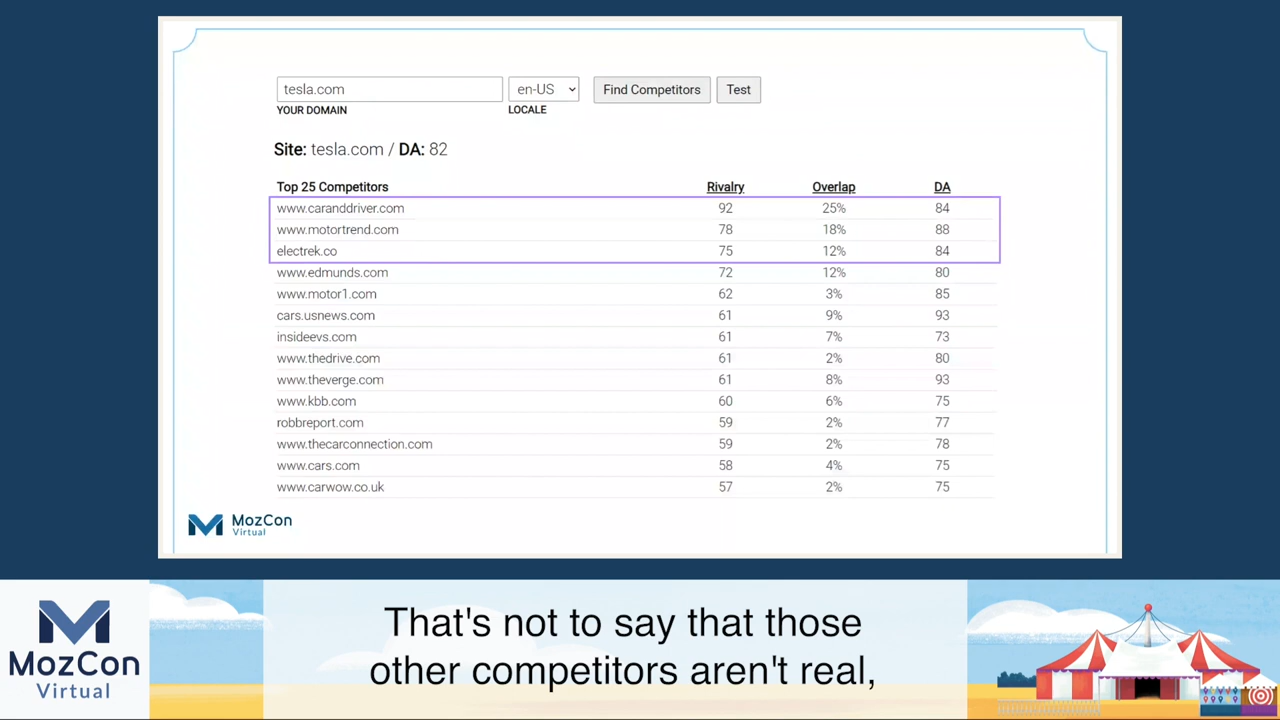 tesla.com en-US Find Competitors Test
YOUR DOMAIN LOCALE
Site: tesla.com / DA: 82
Top 25 Competitors Rivalry Overlap DA
www.caranddriver.com 92 25% 84
www.motortrend.com 78 18% 88
electrek.co 75 12% 84
www.edmunds.com 72 12% 80
www.motor1.com 62 3% 85
cars.usnews.com 61 9% 93
insideevs.com 61 7% 73
www.thedrive.com 61 2% 80
www.theverge.com 61 8% 93
www.kbb.com 60 6% 75
robbreport.com 59 2% 77
www.thecarconnection.com 59 2% 78
www.cars.com 58 4% 75
www.carwow.co.uk 57 2% 75
MozCon
Virtual
MozCon
Virtual
That's not to say that those
other competitors aren't real,